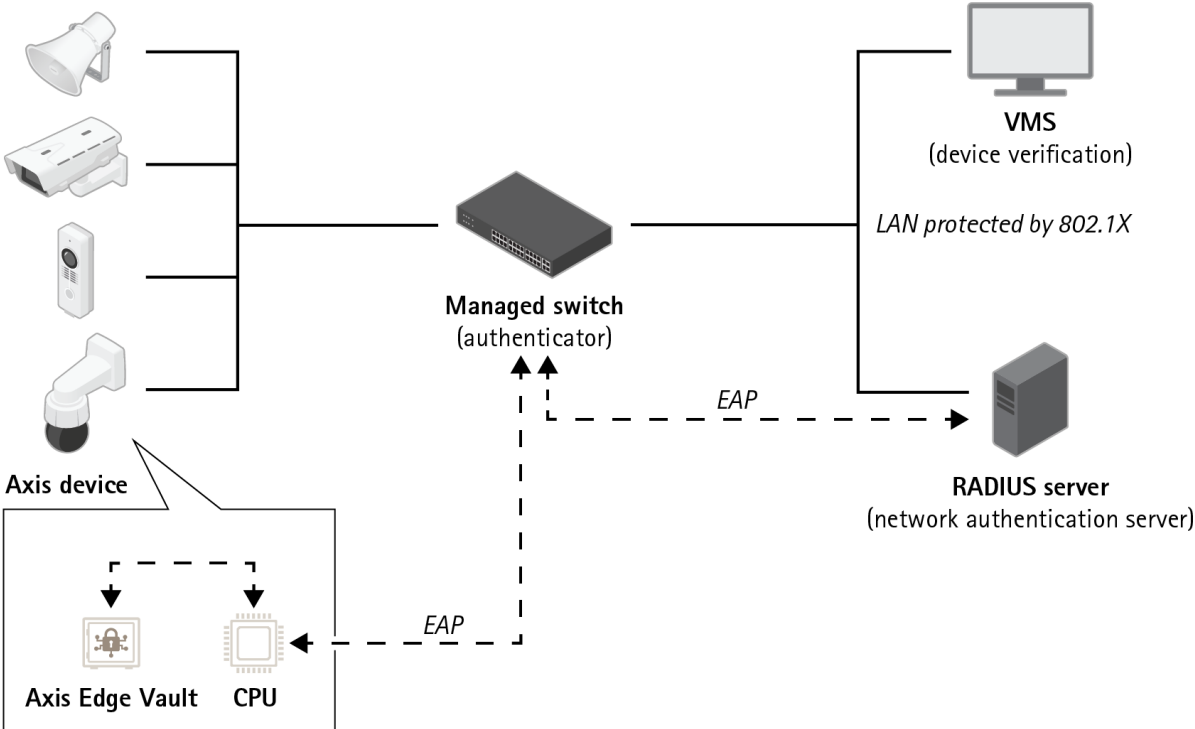 VMS
(device verification)
LAN protected by 802.1X
Managed switch
(authenticator)
EAP
Axis device
RADIUS server
(network authentication server)
EAP
Axis Edge Vault
CPU